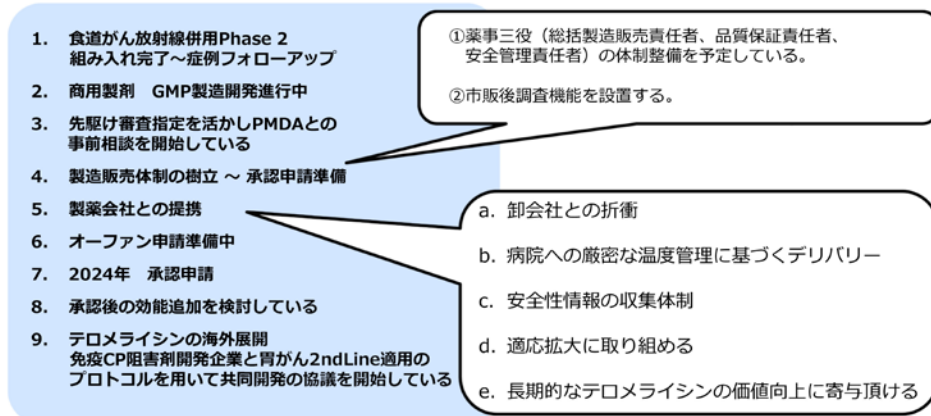 1. 食道がん放射線併用Phase 2
組み入れ完了～症例フォローアップ
2. 商用製剤 GMP製造開発進行中
3. 先駆け審査指定を活かしPMDAとの
事前相談を開始している
4. 製造販売体制の樹立 ～ 承認申請準備
5. 製薬会社との提携
6. オーファン申請準備中
7. 2024年 承認申請
8. 承認後の効能追加を検討している
9. テロメライシンの海外展開
免疫CP阻害剤開発企業と胃がん2ndLine適用の
プロトコルを用いて共同開発の協議を開始している
①薬事三役（総括製造販売責任者、品質保証責任者、
安全管理責任者）の体制整備を予定している。
②市販後調査機能を設置する。
a. 卸会社との折衝
b. 病院への厳密な温度管理に基づくデリバリー
c. 安全性情報の収集体制
d. 適応拡大に取り組める
e. 長期的なテロメライシンの価値向上に寄与頂ける